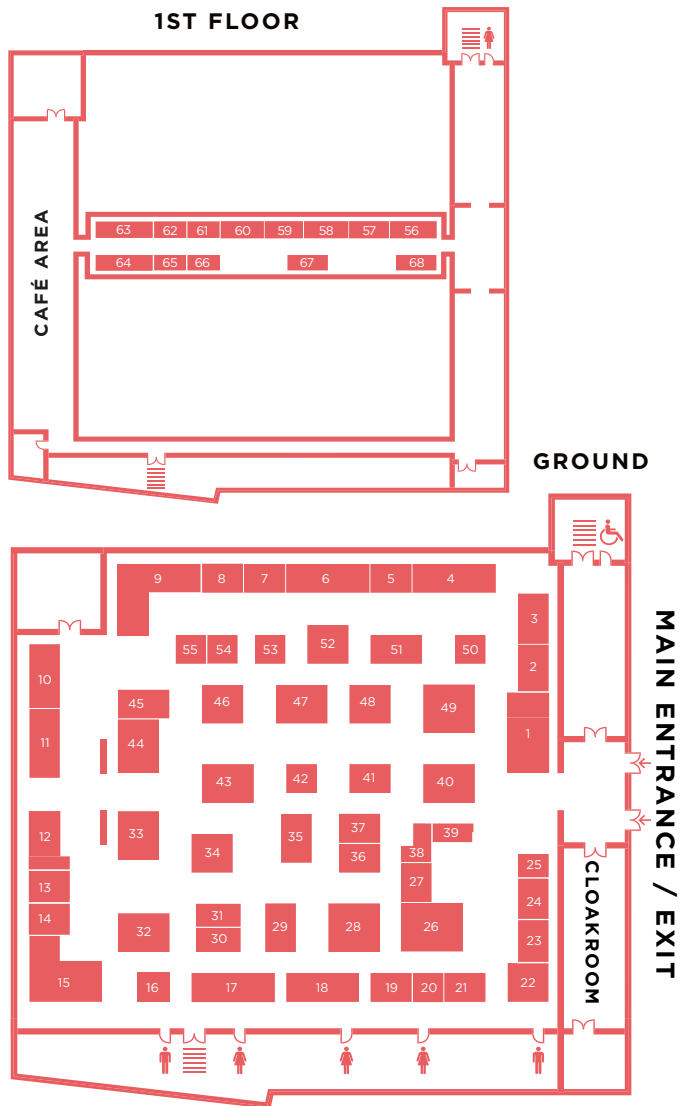 1ST FLOOR
63 62 61 60 59 58 57 56
64 65 66 67 68
CAFÉ AREA
GROUND
9 8 7 6 5 4
3
55 54 53 52 51 50
2
10
45 46 47 48 49
11 44 1
43 42 41 40
MAIN ENTRANCE / EXIT
12 33 34 35 37 39
36 38
13 27 25
14 24
31
32 30 29 28 26 23
CLOAKROOM
15 16 17 18 19 20 21 22